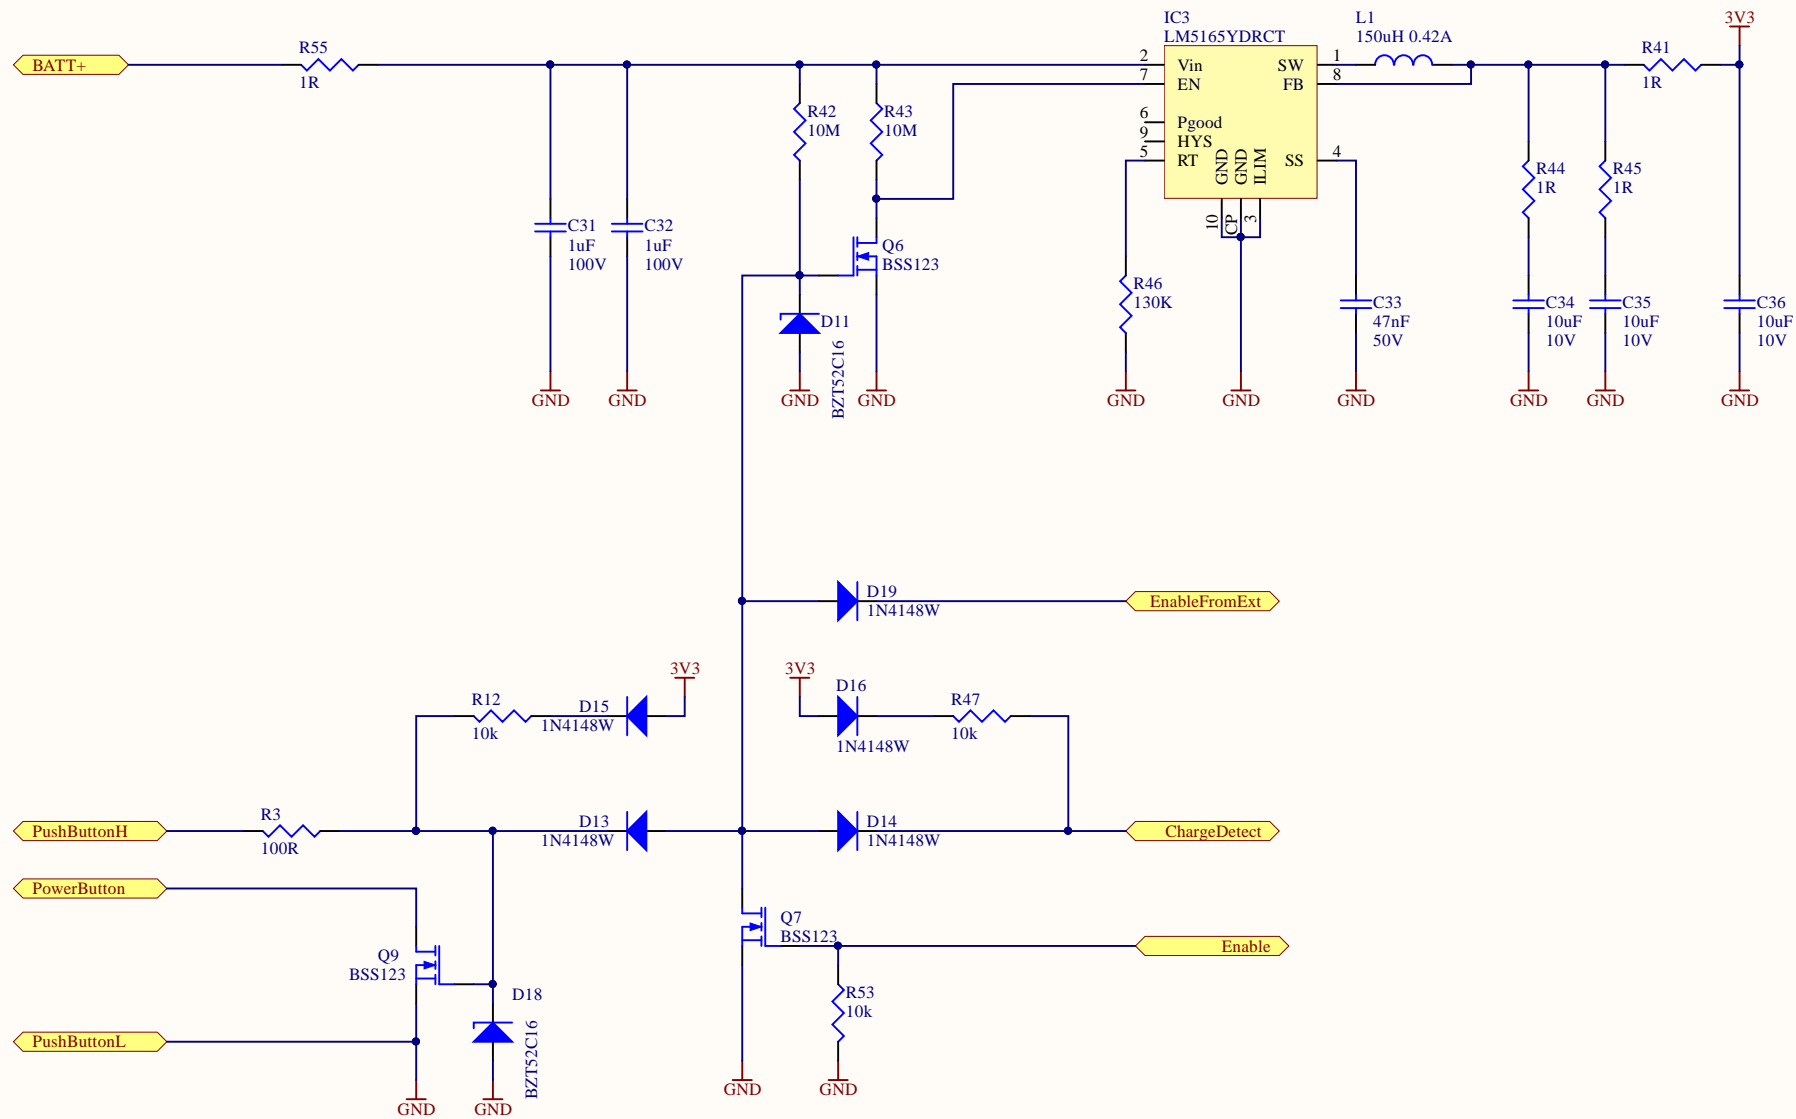 IC3
LM5165YDRCT
L1
150uH 0.42A
3V3
BATT+
R55
1R
2
7
6
9
5
Vin
EN
Pgood
HYS
RT
SW
FB
SS
GND
GND
ILIM
1
8
4
10
CP
3
R41
1R
R42
10M
R43
10M
R44
1R
R45
1R
C31
1uF
100V
C32
1uF
100V
Q6
BSS123
D11
BZT52C16
R46
130K
C33
47nF
50V
C34
10uF
10V
C35
10uF
10V
C36
10uF
10V
GND
GND
GND
GND
GND
GND
GND
GND
GND
GND
D19
1N4148W
EnableFromExt
3V3
3V3
R12
10k
D15
1N4148W
D16
1N4148W
R47
10k
PushButtonH
R3
100R
D13
1N4148W
D14
1N4148W
ChargeDetect
PowerButton
Q7
BSS123
Enable
Q9
BSS123
D18
BZT52C16
R53
10k
PushButtonL
GND
GND
GND
GND